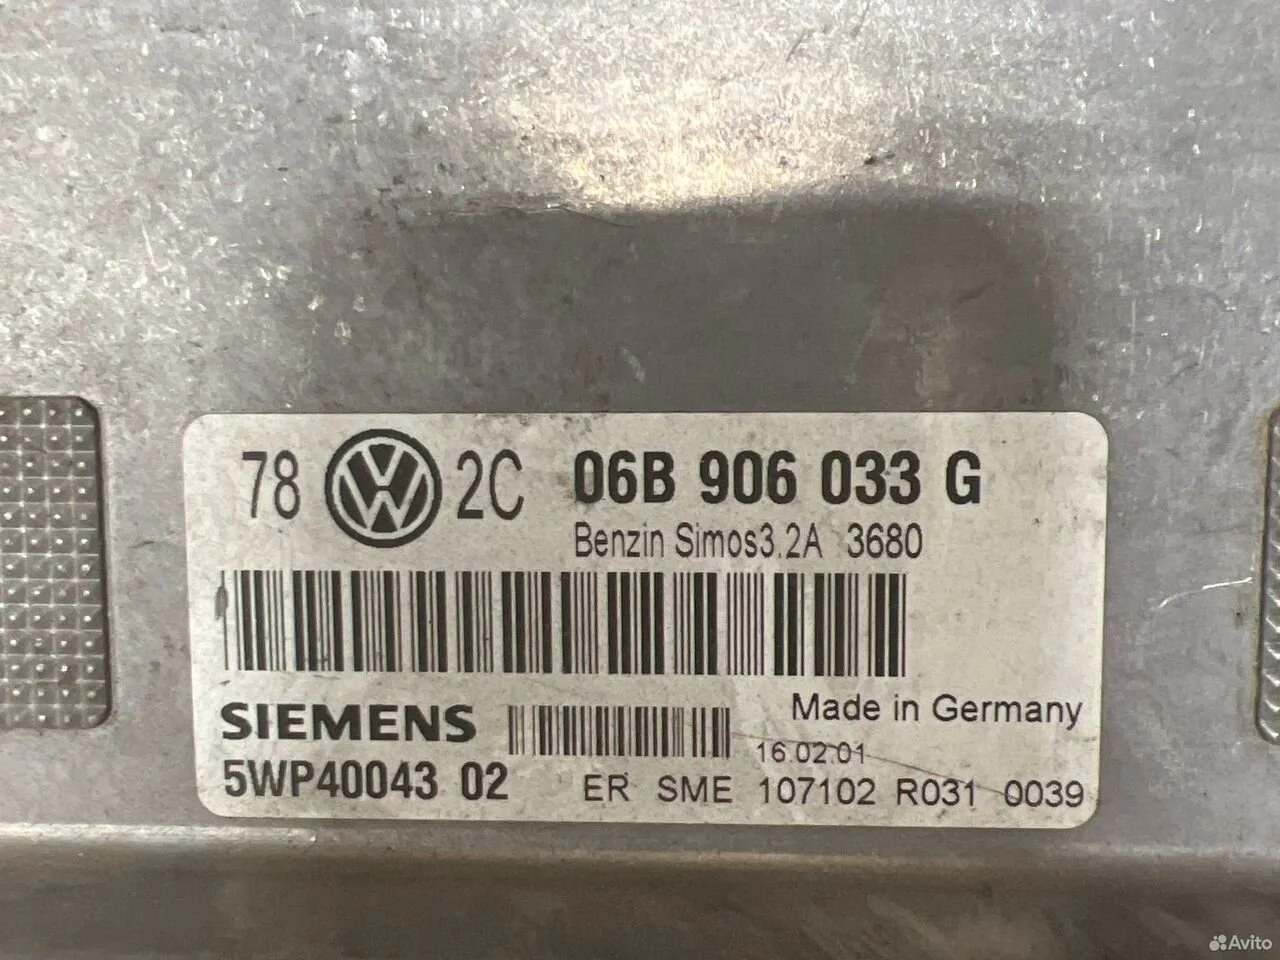 78 2C 06B 906 033 G
Benzin Simos3.2A 3680
SIEMENS
Made in Germany
16.02.01
5WP40043 02
ER SME 107102 R031 0039
Avito